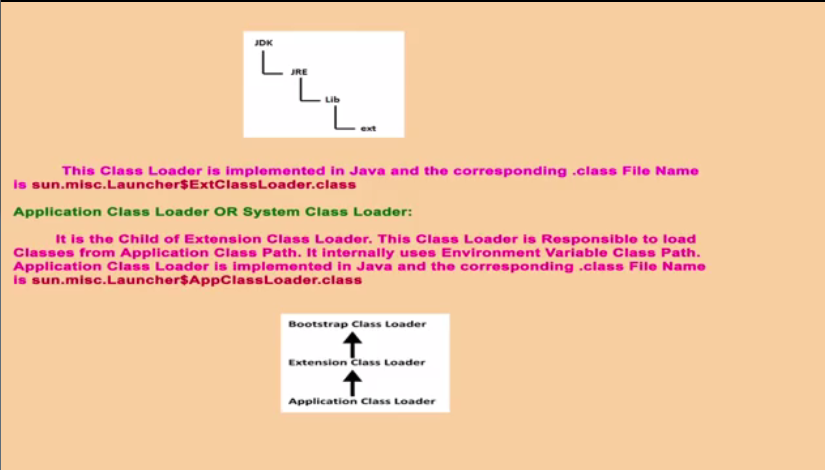 JDK
JRE
Lib
ext
This Class Loader is implemented in Java and the corresponding .class File Name
is sun.misc.Launcher$ExtClassLoader.class
Application Class Loader OR System Class Loader:
It is the Child of Extension Class Loader. This Class Loader is Responsible to load
Classes from Application Class Path. It internally uses Environment Variable Class Path.
Application Class Loader is implemented in Java and the corresponding .class File Name
is sun.misc.Launcher$AppClassLoader.class
Bootstrap Class Loader
Extension Class Loader
Application Class Loader